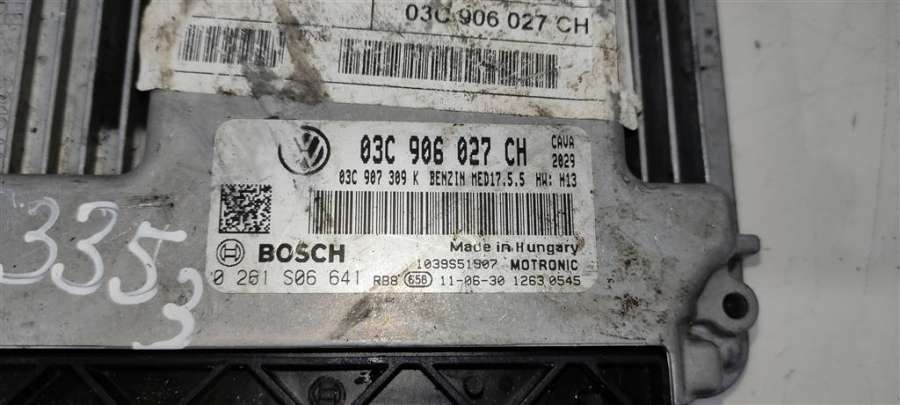 03C 906 027 CH
03C 906 027 CH CAVA
2029
03C 907 309 K BENZIN MED17.5.5 HW: H13
BOSCH Made in Hungary
1039S51907 MOTRONIC
0 261 S06 641 RB8 658 11-06-30 1263 0545
335
3